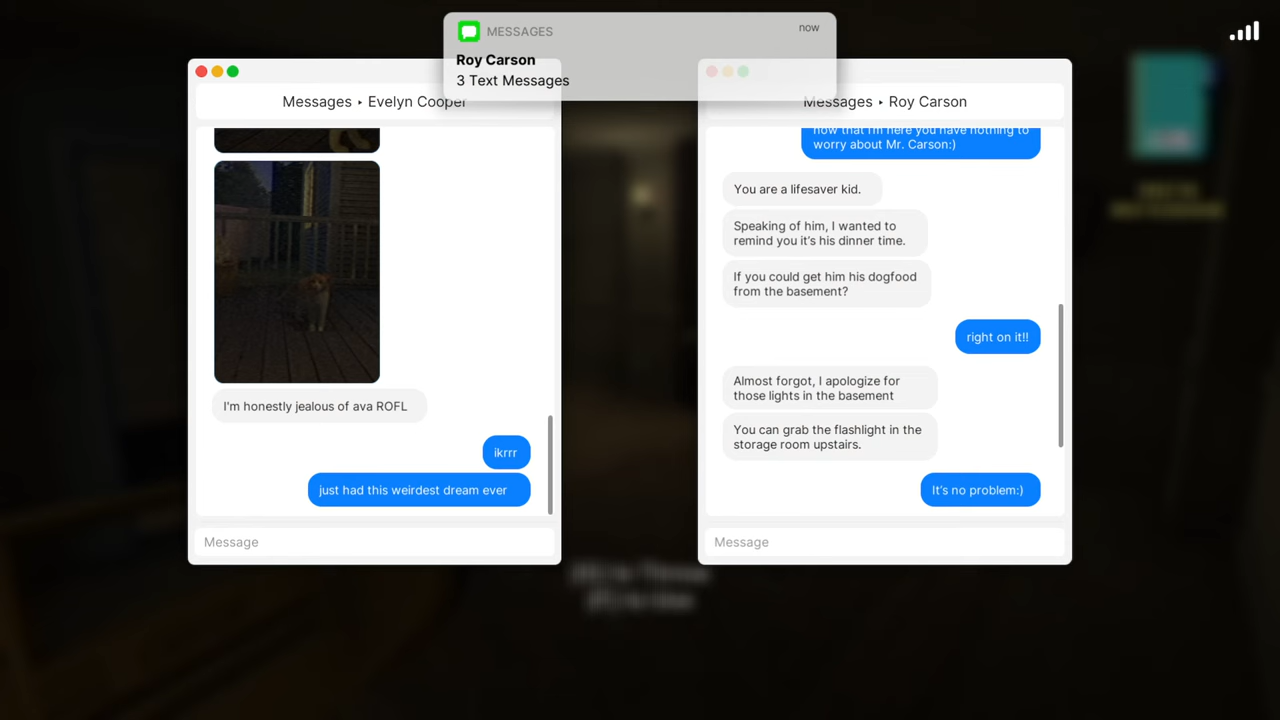 MESSAGES
now
Roy Carson
3 Text Messages
Messages ‣ Evelyn Cooper
I'm honestly jealous of ava ROFL
ikrrr
just had this weirdest dream ever
Message
Messages ‣ Roy Carson
now that I'm here you have nothing to
worry about Mr. Carson:)
You are a lifesaver kid.
Speaking of him, I wanted to
remind you it's his dinner time.
If you could get him his dogfood
from the basement?
right on it!!
Almost forgot, I apologize for
those lights in the basement
You can grab the flashlight in the
storage room upstairs.
It's no problem:)
Message